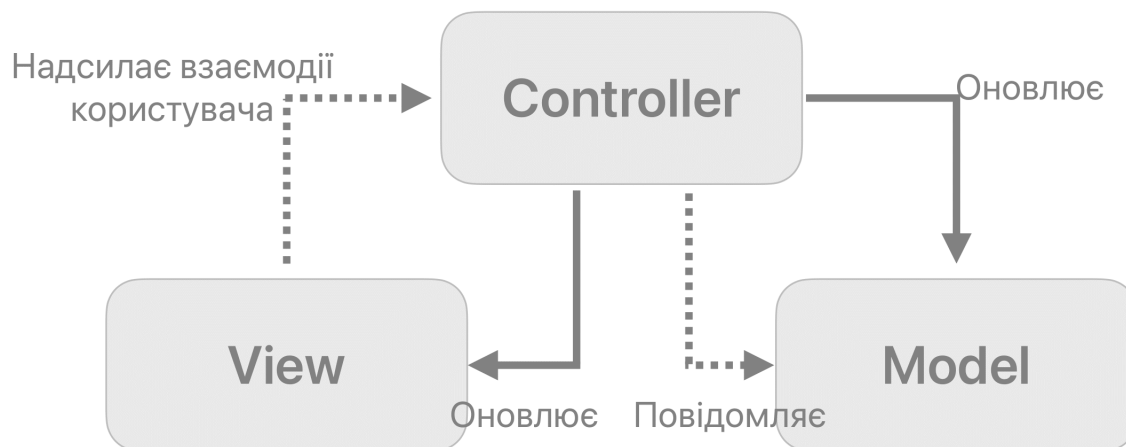 Надсилає взаємодії
користувача
Controller
Оновлює
View
Model
Оновлює
Повідомляє